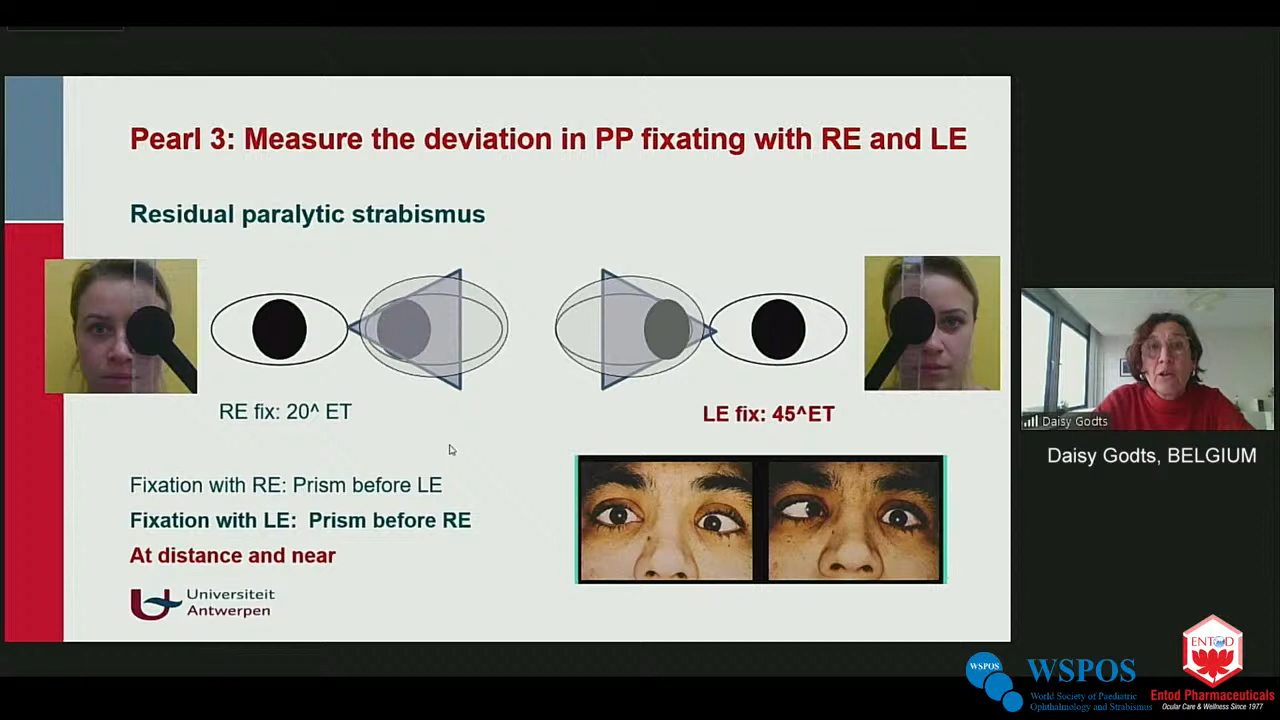 Pearl 3: Measure the deviation in PP fixating with RE and LE
Residual paralytic strabismus
RE fix: 20^ ET
LE fix: 45^ET
Fixation with RE: Prism before LE
Fixation with LE: Prism before RE
At distance and near
Universiteit
Antwerpen
Daisy Godts
Daisy Godts, BELGIUM
WSPOS
WSPOS
World Society of Paediatric
Ophthalmology and Strabismus
ENTOD
Entod Pharmaceuticals
Ocular Care & Wellness Since 1977